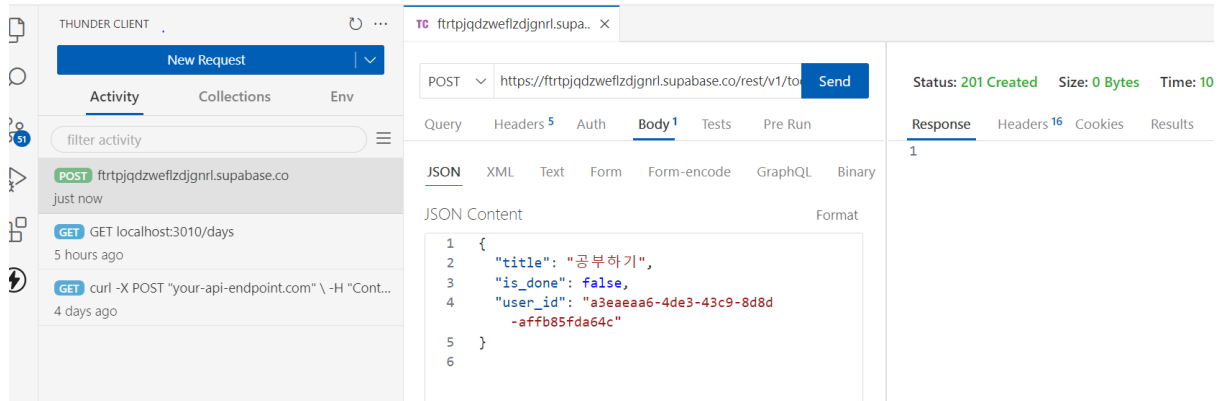 THUNDER CLIENT
New Request
Activity Collections Env
filter activity
POST ftrtpjqdzweflzdjgnrl.supabase.co
just now
GET GET localhost:3010/days
5 hours ago
GET curl -X POST "your-api-endpoint.com" \ -H "Cont...
4 days ago
51
TC ftrtpjqdzweflzdjgnrl.supa..
POST https://ftrtpjqdzweflzdjgnrl.supabase.co/rest/v1/to Send
Query Headers 5 Auth Body 1 Tests Pre Run
JSON XML Text Form Form-encode GraphQL Binary
JSON Content Format
1 {
2 "title": "공부하기",
3 "is_done": false,
4 "user_id": "a3eaeaa6-4de3-43c9-8d8d
-affb85fda64c"
5 }
6
Status: 201 Created Size: 0 Bytes Time: 10
Response Headers 16 Cookies Results
1